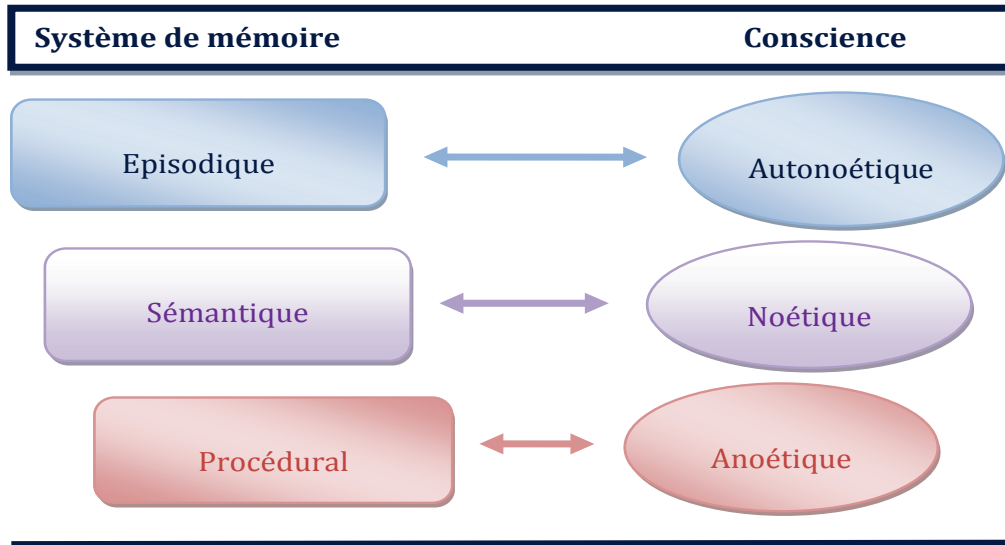 Système de mémoire Conscience
Episodique Autonoétique
Sémantique Noétique
Procédural Anoétique